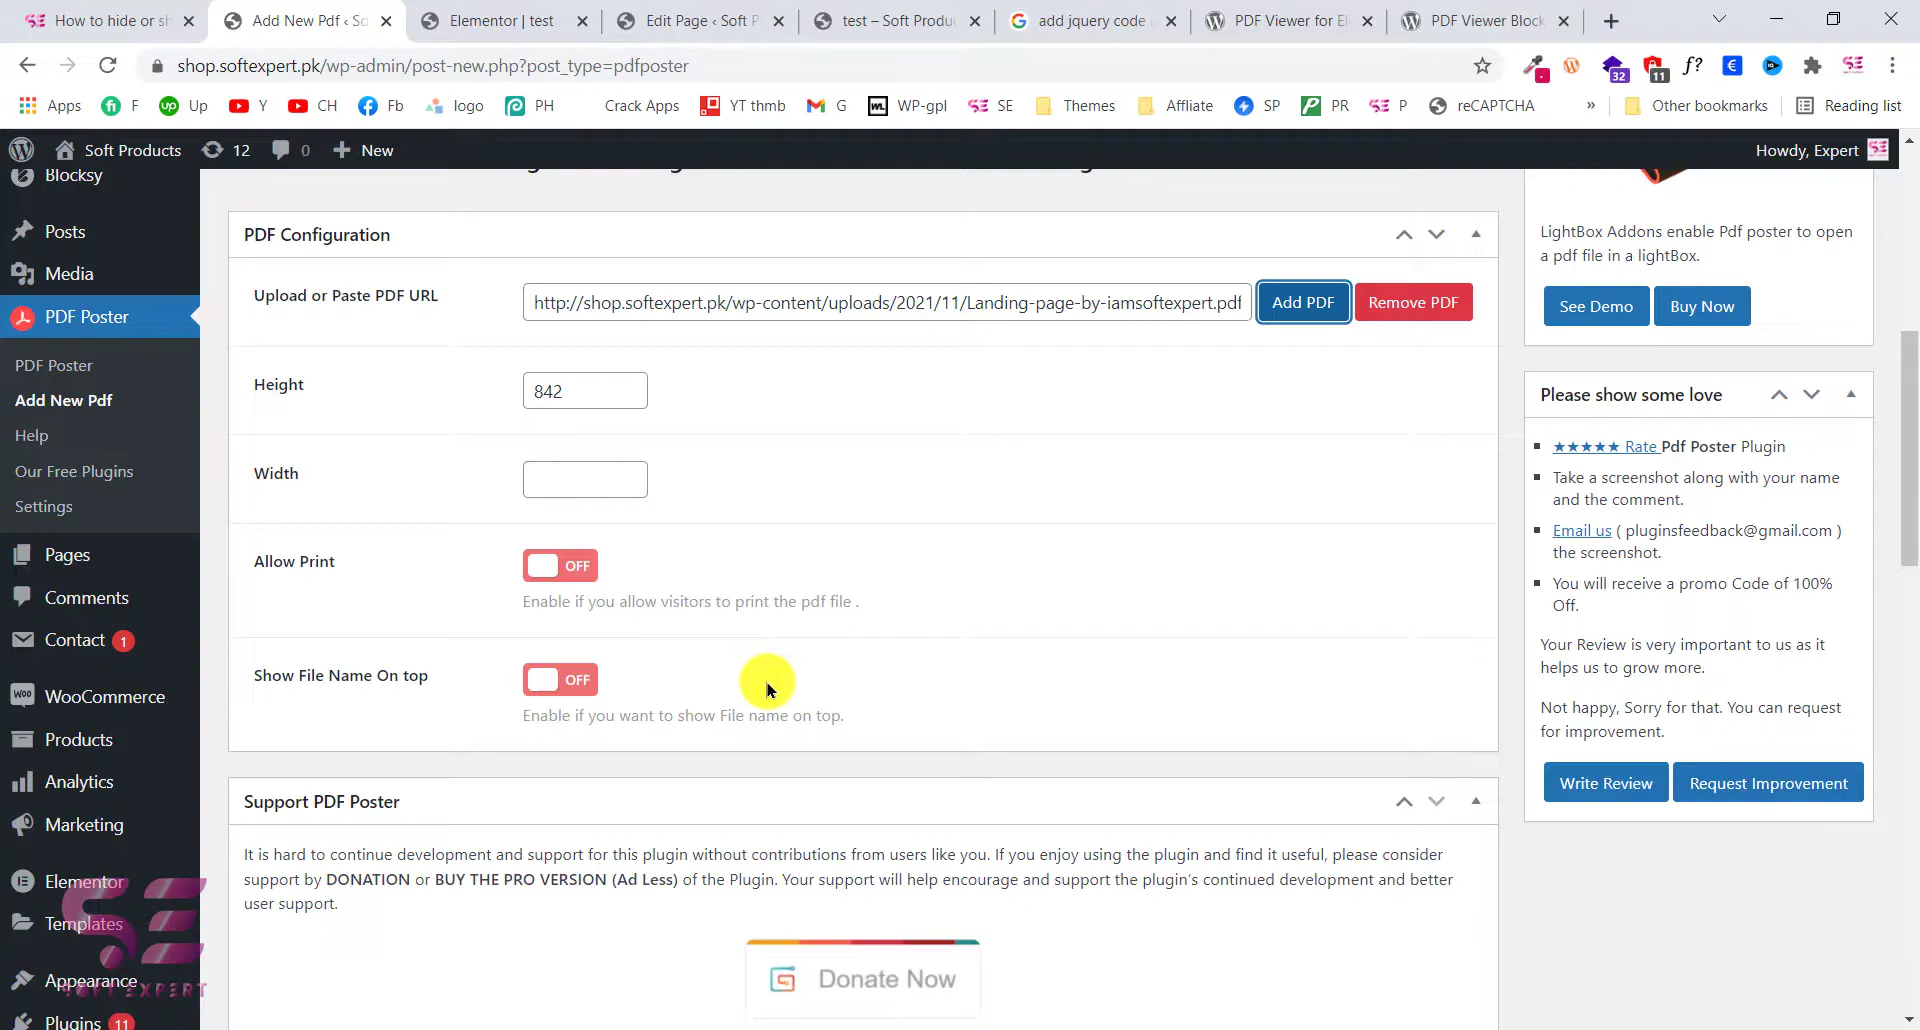 How to hide or sh
Add New Pdf ‹ So
Elementor | test
Edit Page ‹ Soft P
test – Soft Produc
add jquery code
PDF Viewer for El
PDF Viewer Block
shop.softexpert.pk/wp-admin/post-new.php?post_type=pdfposter
32
11
f?
Apps
F
Up
Y
CH
Fb
logo
PH
Crack Apps
YT thmb
G
WP-gpl
SE
Themes
Affliate
SP
PR
P
reCAPTCHA
»
Other bookmarks
Reading list
Soft Products
12
0
New
Howdy, Expert
Blocksy
Posts
Media
PDF Poster
PDF Poster
Add New Pdf
Help
Our Free Plugins
Settings
Pages
Comments
Contact 1
WooCommerce
Products
Analytics
Marketing
Elementor
Templates
Appearance
Plugins 11
SOFT EXPERT
PDF Configuration
Upload or Paste PDF URL
http://shop.softexpert.pk/wp-content/uploads/2021/11/Landing-page-by-iamsoftexpert.pdf
Add PDF
Remove PDF
Height
842
Width
Allow Print
OFF
Enable if you allow visitors to print the pdf file .
Show File Name On top
OFF
Enable if you want to show File name on top.
Support PDF Poster
It is hard to continue development and support for this plugin without contributions from users like you. If you enjoy using the plugin and find it useful, please consider
support by DONATION or BUY THE PRO VERSION (Ad Less) of the Plugin. Your support will help encourage and support the plugin's continued development and better
user support.
Donate Now
LightBox Addons enable Pdf poster to open
a pdf file in a lightBox.
See Demo
Buy Now
Please show some love
★★★★★ Rate Pdf Poster Plugin
Take a screenshot along with your name
and the comment.
Email us ( pluginsfeedback@gmail.com )
the screenshot.
You will receive a promo Code of 100%
Off.
Your Review is very important to us as it
helps us to grow more.
Not happy, Sorry for that. You can request
for improvement.
Write Review
Request Improvement